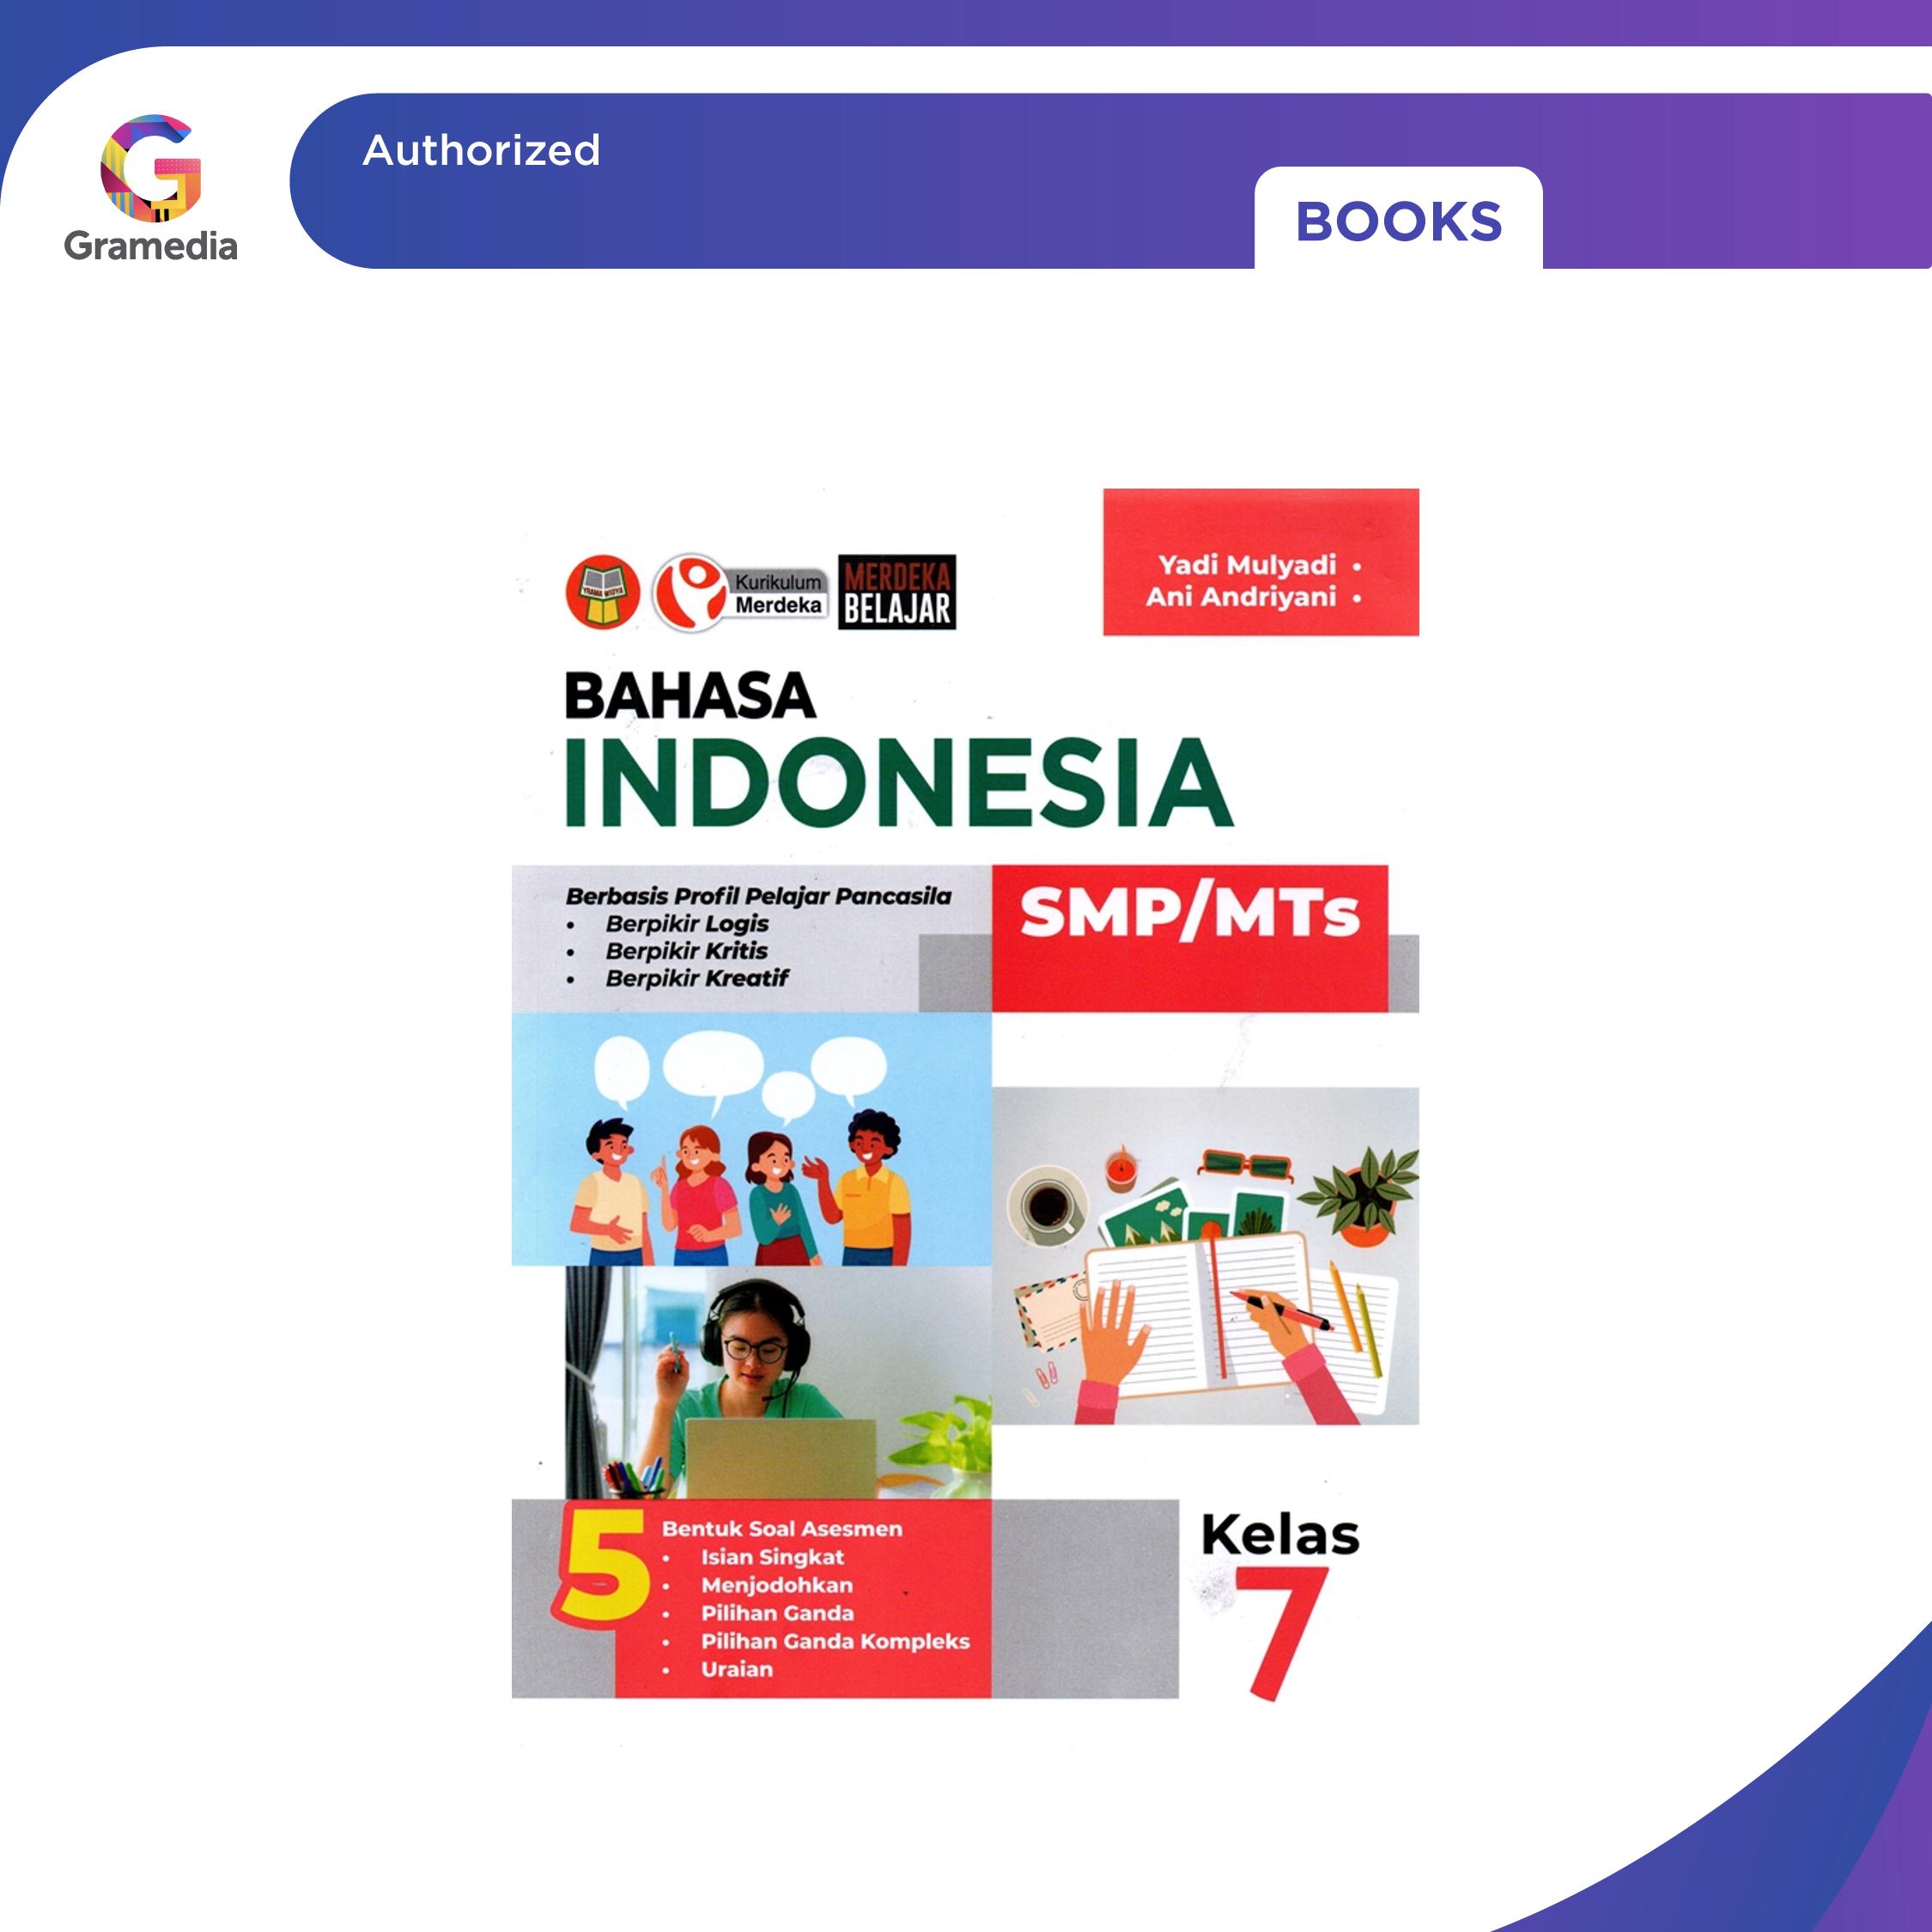 Gramedia
Authorized
BOOKS
YRAMA WIDYA
Kurikulum
Merdeka
MERDEKA
BELAJAR
Yadi Mulyadi •
Ani Andriyani •
BAHASA
INDONESIA
Berbasis Profil Pelajar Pancasila
• Berpikir Logis
• Berpikir Kritis
• Berpikir Kreatif
SMP/MTs
5 Bentuk Soal Asesmen
• Isian Singkat
• Menjodohkan
• Pilihan Ganda
• Pilihan Ganda Kompleks
• Uraian
Kelas
7